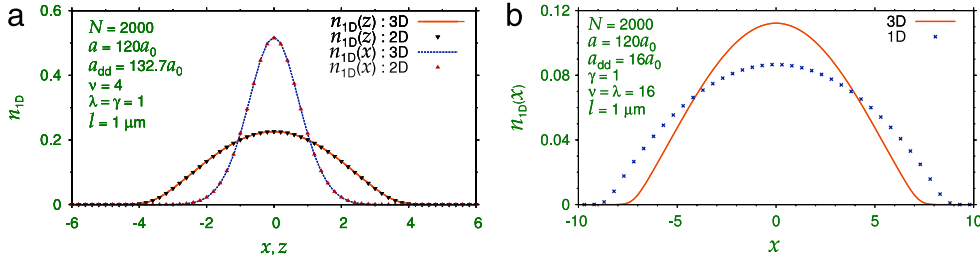 a
n1D(z) : 3D
n1D(z) : 2D
n1D(x) : 3D
n1D(x) : 2D
N = 2000
a = 120a0
add = 132.7a0
ν = 4
λ = γ = 1
l = 1 μm
0.6
0.4
0.2
0
n1D
-6 -4 -2 0 2 4 6
x, z
b
3D
1D
N = 2000
a = 120a0
add = 16a0
γ = 1
ν = λ = 16
l = 1 μm
0.12
0.08
0.04
0
n1D(x)
-10 -5 0 5 10
x